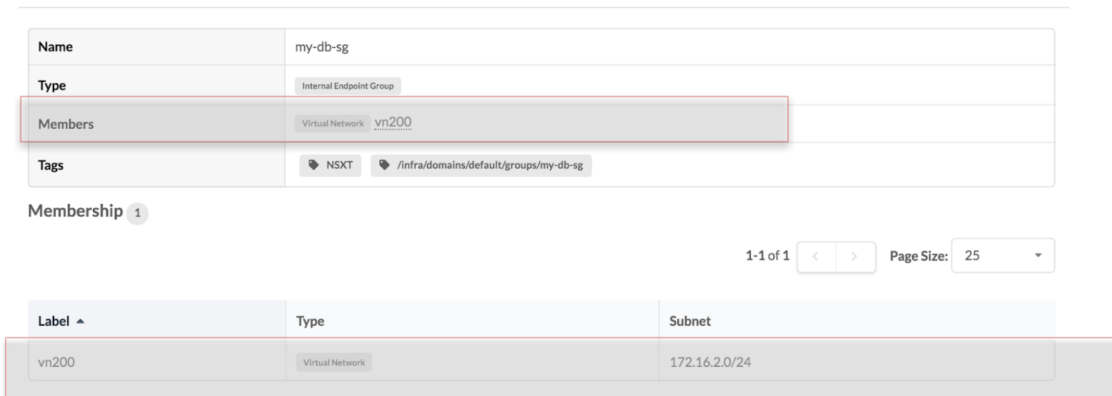 Name my-db-sg
Type Internal Endpoint Group
Members Virtual Network vn200
Tags NSXT /infra/domains/default/groups/my-db-sg
Membership 1
1-1 of 1 < > Page Size: 25
Label Type Subnet
vn200 Virtual Network 172.16.2.0/24